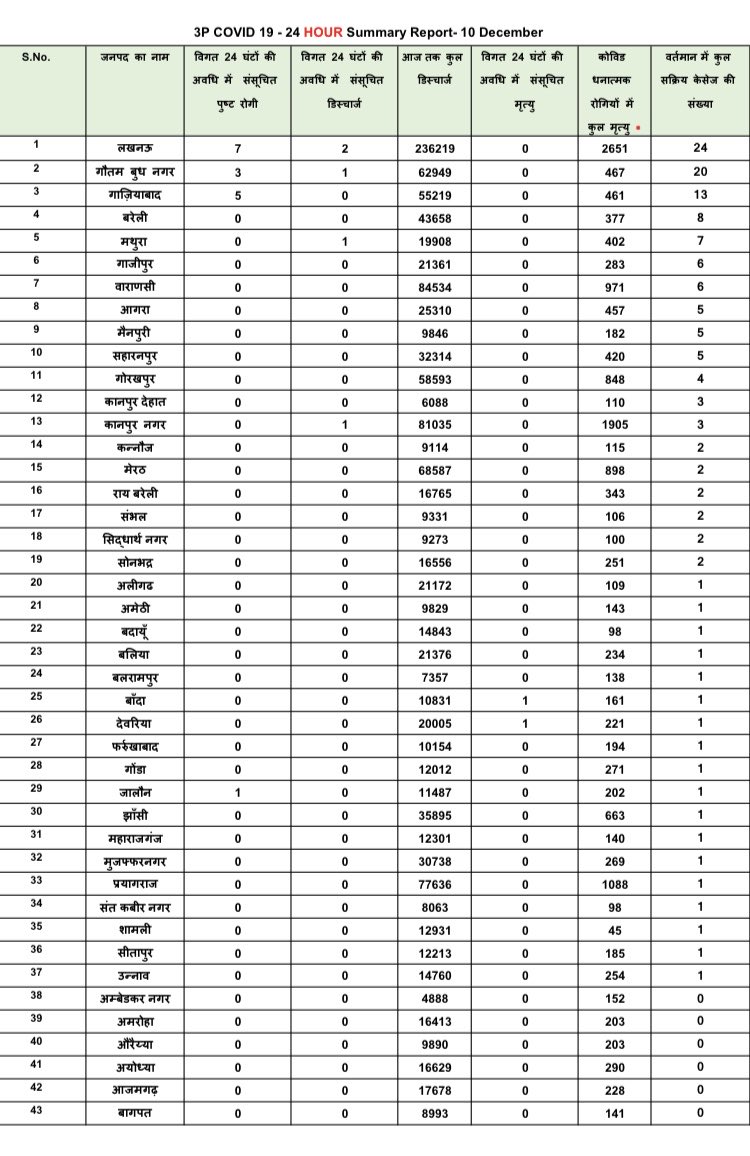 3P COVID 19 - 24 HOUR Summary Report- 10 December
S.No. जनपद का नाम विगत 24 घंटों की अवधि में संसूचित पुष्ट रोगी विगत 24 घंटों की अवधि में संसूचित डिस्चार्ज आज तक कुल डिस्चार्ज विगत 24 घंटों की अवधि में संसूचित मृत्यु कोविड धनात्मक रोगियों में कुल मृत्यु * वर्तमान में कुल सक्रिय केसेज की संख्या
1 लखनऊ 7 2 236219 0 2651 24
2 गौतम बुध नगर 3 1 62949 0 467 20
3 गाज़ियाबाद 5 0 55219 0 461 13
4 बरेली 0 0 43658 0 377 8
5 मथुरा 0 1 19908 0 402 7
6 गाजीपुर 0 0 21361 0 283 6
7 वाराणसी 0 0 84534 0 971 6
8 आगरा 0 0 25310 0 457 5
9 मैनपुरी 0 0 9846 0 182 5
10 सहारनपुर 0 0 32314 0 420 5
11 गोरखपुर 0 0 58593 0 848 4
12 कानपुर देहात 0 0 6088 0 110 3
13 कानपुर नगर 0 1 81035 0 1905 3
14 कन्नौज 0 0 9114 0 115 2
15 मेरठ 0 0 68587 0 898 2
16 राय बरेली 0 0 16765 0 343 2
17 संभल 0 0 9331 0 106 2
18 सिद्धार्थ नगर 0 0 9273 0 100 2
19 सोनभद्र 0 0 16556 0 251 2
20 अलीगढ 0 0 21172 0 109 1
21 अमेठी 0 0 9829 0 143 1
22 बदायूँ 0 0 14843 0 98 1
23 बलिया 0 0 21376 0 234 1
24 बलरामपुर 0 0 7357 0 138 1
25 बाँदा 0 0 10831 1 161 1
26 देवरिया 0 0 20005 1 221 1
27 फर्रुखाबाद 0 0 10154 0 194 1
28 गोंडा 0 0 12012 0 271 1
29 जालौन 1 0 11487 0 202 1
30 झाँसी 0 0 35895 0 663 1
31 महाराजगंज 0 0 12301 0 140 1
32 मुजफ्फरनगर 0 0 30738 0 269 1
33 प्रयागराज 0 0 77636 0 1088 1
34 संत कबीर नगर 0 0 8063 0 98 1
35 शामली 0 0 12931 0 45 1
36 सीतापुर 0 0 12213 0 185 1
37 उन्नाव 0 0 14760 0 254 1
38 अम्बेडकर नगर 0 0 4888 0 152 0
39 अमरोहा 0 0 16413 0 203 0
40 औरैय्या 0 0 9890 0 203 0
41 अयोध्या 0 0 16629 0 290 0
42 आजमगढ़ 0 0 17678 0 228 0
43 बागपत 0 0 8993 0 141 0